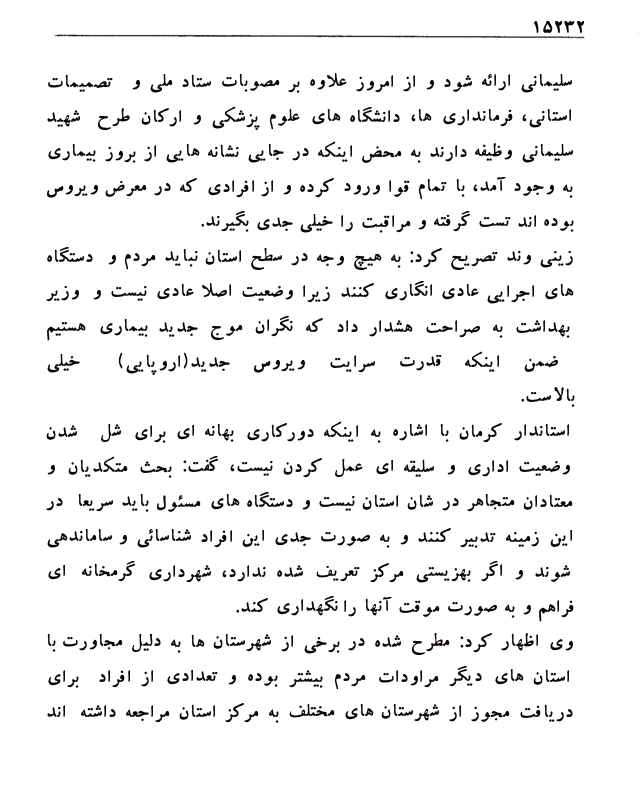 ۱۵۲۳۲
سلیمانی ارائه شود و از امروز علاوه بر مصوبات ستاد ملی و تصمیمات
استانی، فرمانداری ها، دانشگاه های علوم پزشکی و ارکان طرح شهید
سلیمانی وظیفه دارند به محض اینکه در جایی نشانه هایی از بروز بیماری
به وجود آمد، با تمام قوا ورود کرده و از افرادی که در معرض ویروس
بوده اند تست گرفته و مراقبت را خیلی جدی بگیرند.
زینی وند تصریح کرد: به هیچ وجه در سطح استان نباید مردم و دستگاه
های اجرایی عادی انگاری کنند زیرا وضعیت اصلا عادی نیست و وزیر
بهداشت به صراحت هشدار داد که نگران موج جدید بیماری هستیم
ضمن اینکه قدرت سرایت ویروس جدید(اروپایی) خیلی
بالاست.
استاندار کرمان با اشاره به اینکه دورکاری بهانه ای برای شل شدن
وضعیت اداری و سلیقه ای عمل کردن نیست، گفت: بحث متکدیان و
معتادان متجاهر در شان استان نیست و دستگاه های مسئول باید سریعا در
این زمینه تدبیر کنند و به صورت جدی این افراد شناسائی و ساماندهی
شوند و اگر بهزیستی مرکز تعریف شده ندارد، شهرداری گرمخانه ای
فراهم و به صورت موقت آنها را نگهداری کند.
وی اظهار کرد: مطرح شده در برخی از شهرستان ها به دلیل مجاورت با
استان های دیگر مراودات مردم بیشتر بوده و تعدادی از افراد برای
دریافت مجوز از شهرستان های مختلف به مرکز استان مراجعه داشته اند